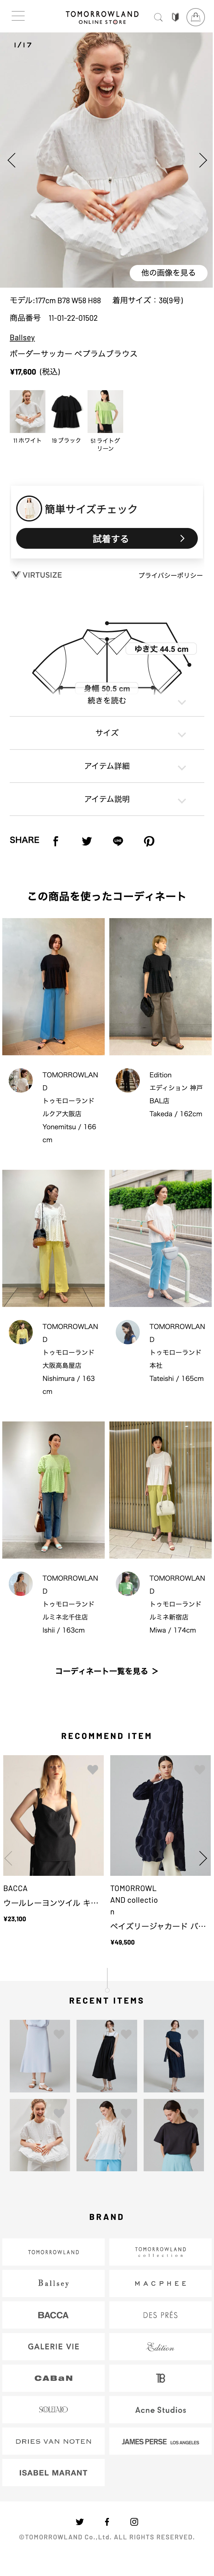 TOMORROWLAND
ONLINE STORE
1/17
他の画像を見る
モデル:177cm B78 W58 H88 着用サイズ：36(9号)
商品番号 11-01-22-01502
Ballsey
ボーダーサッカー ペプラムブラウス
¥17,600 (税込)
11 ホワイト
19 ブラック
51 ライトグリーン
簡単サイズチェック
試着する
VIRTUSIZE
プライバシーポリシー
ゆき丈 44.5 cm
身幅 50.5 cm
続きを読む
サイズ
アイテム詳細
アイテム説明
SHARE
この商品を使ったコーディネート
TOMORROWLAN
D
トゥモローランド
ルクア大阪店
Yonemitsu / 166
cm
Edition
エディション 神戸
BAL店
Takeda / 162cm
TOMORROWLAN
D
トゥモローランド
大阪高島屋店
Nishimura / 163
cm
TOMORROWLAN
D
トゥモローランド
本社
Tateishi / 165cm
TOMORROWLAN
D
トゥモローランド
ルミネ北千住店
Ishii / 163cm
TOMORROWLAN
D
トゥモローランド
ルミネ新宿店
Miwa / 174cm
コーディネート一覧を見る ＞
RECOMMEND ITEM
BACCA
ウールレーヨンツイル キ…
¥23,100
TOMORROWL
AND collectio
n
ペイズリージャカード バ…
¥49,500
RECENT ITEMS
BRAND
TOMORROWLAND
TOMORROWLAND
collection
Ballsey
MACPHEE
BACCA
DES PRÉS
GALERIE VIE
Edition
CABaN
TB
SOLITAIRO
Acne Studios
DRIES VAN NOTEN
JAMES PERSE LOS ANGELES
ISABEL MARANT
©TOMORROWLAND Co.,Ltd. ALL RIGHTS RESERVED.